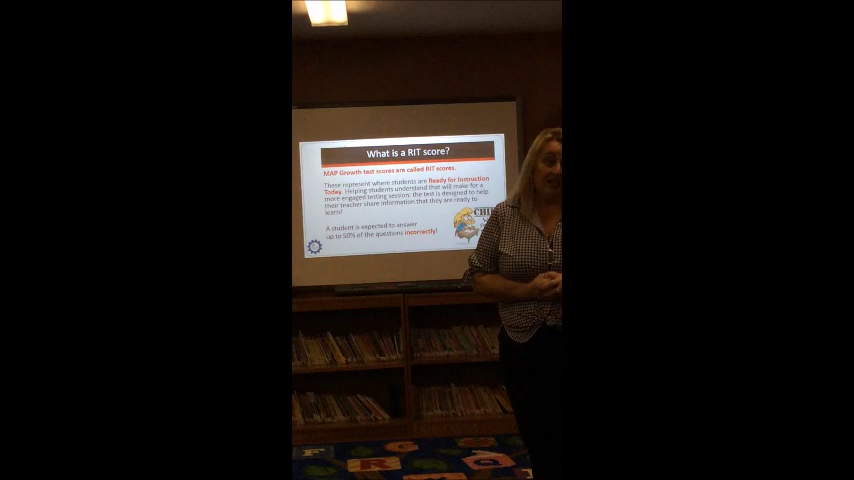 What is a RIT score?
MAP Growth test scores are called RIT scores.
These represent where students are Ready for Instruction
Today. Helping students understand that will make for a
more engaged testing session: the test is designed to help
their teacher share information that they are ready to
learn!
A student is expected to answer
up to 50% of the questions incorrectly!
F
G
R
Q